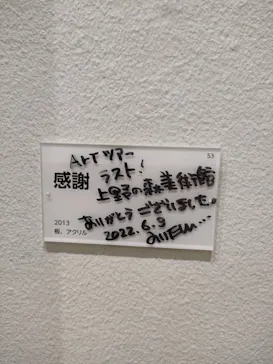 53
Artツアー
ラスト!
感謝
上野の森美術館
ありがとうございました。
2022.6.9
2013
板、アクリル